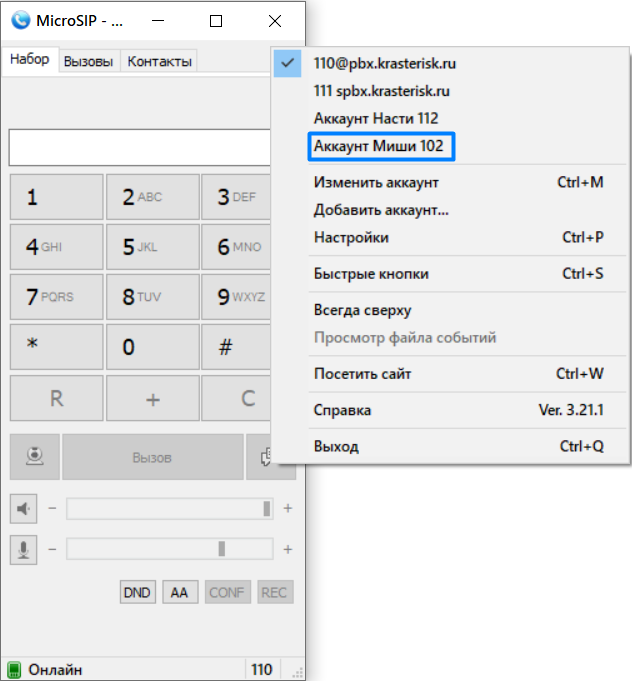 MicroSIP - ...
Набор Вызовы Контакты
1 2 ABC 3 DEF
4 GHI 5 JKL 6 MNO
7 PQRS 8 TUV 9 WXYZ
* 0 #
R + C
Вызов
− +
− +
DND AA CONF REC
Онлайн 110
110@pbx.krasterisk.ru
111 spbx.krasterisk.ru
Аккаунт Насти 112
Аккаунт Миши 102
Изменить аккаунт Ctrl+M
Добавить аккаунт...
Настройки Ctrl+P
Быстрые кнопки Ctrl+S
Всегда сверху
Просмотр файла событий
Посетить сайт Ctrl+W
Справка Ver. 3.21.1
Выход Ctrl+Q